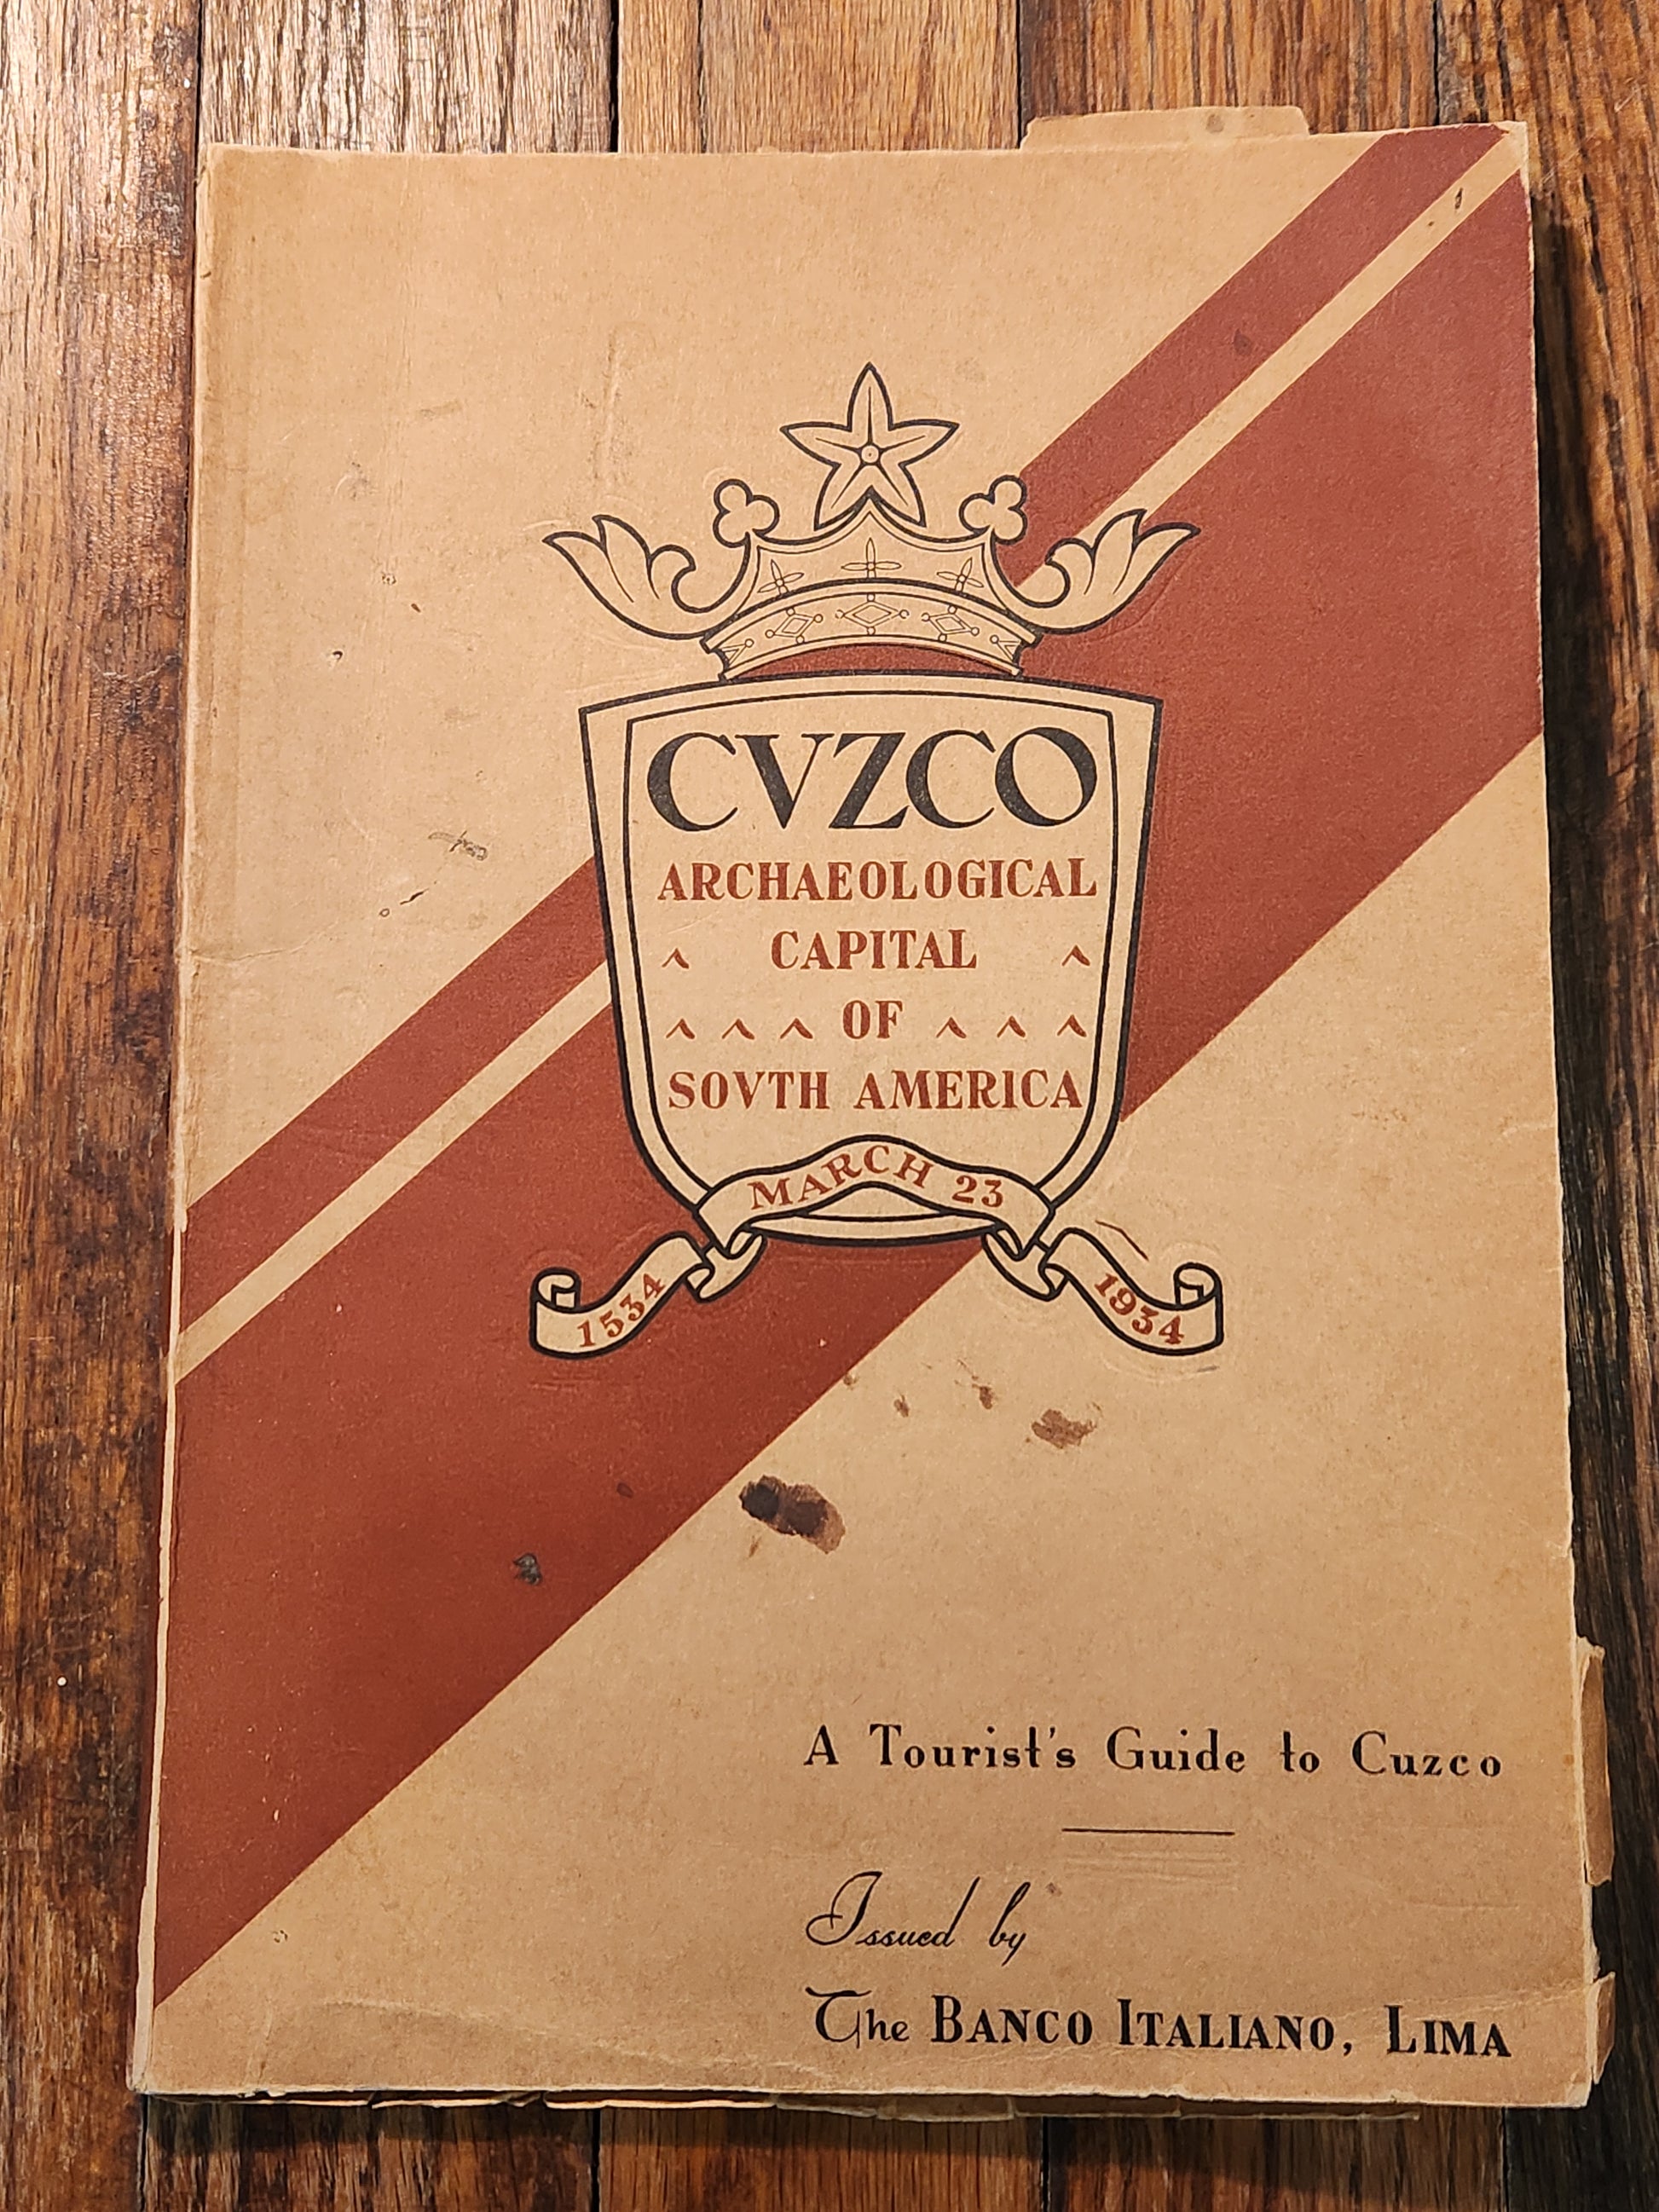 CVZCO
ARCHAEOLOGICAL
^ CAPITAL ^
^ ^ ^ OF ^ ^ ^
SOVTH AMERICA
MARCH 23
1534
1934
A Tourist's Guide to Cuzco
Issued by
The BANCO ITALIANO, LIMA